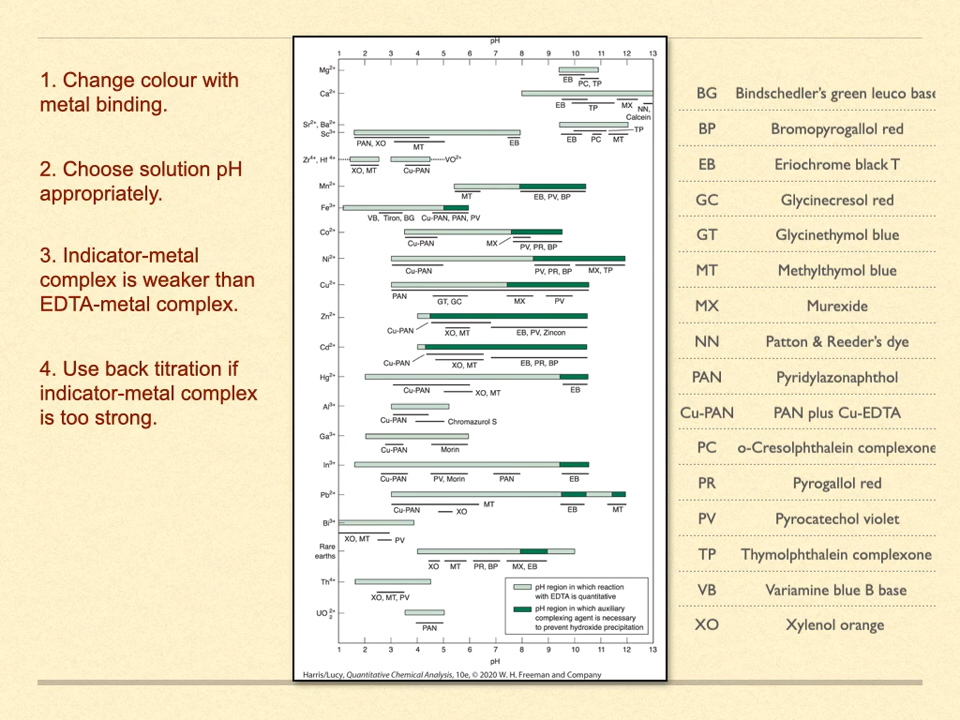 1. Change colour with
metal binding.
2. Choose solution pH
appropriately.
3. Indicator-metal
complex is weaker than
EDTA-metal complex.
4. Use back titration if
indicator-metal complex
is too strong.
pH
1 2 3 4 5 6 7 8 9 10 11 12 13
Mg²⁺
EB PC, TP
Ca²⁺
EB TP MX NN,
Calcein
Sr²⁺, Ba²⁺
TP
Sc³⁺
PAN, XO MT EB EB PC MT
Zr⁴⁺, Hf⁴⁺ VO²⁺
XO, MT Cu-PAN
Mn²⁺
MT EB, PV, BP
Fe³⁺
VB, Tiron, BG Cu-PAN, PAN, PV
Co²⁺
Cu-PAN MX PV, PR, BP
Ni²⁺
Cu-PAN PV, PR, BP MX, TP
Cu²⁺
PAN GT, GC MX PV
Zn²⁺
Cu-PAN XO, MT EB, PV, Zincon
Cd²⁺
Cu-PAN XO, MT EB, PR, BP
Hg²⁺
Cu-PAN XO, MT EB
Al³⁺
Cu-PAN Chromazurol S
Ga³⁺
Cu-PAN Morin
In³⁺
Cu-PAN PV, Morin PAN EB
Pb²⁺
Cu-PAN XO MT EB MT
Bi³⁺
XO, MT PV
Rare
earths
XO MT PR, BP MX, EB
Th⁴⁺
XO, MT, PV
UO₂²⁺
PAN
pH region in which reaction
with EDTA is quantitative
pH region in which auxiliary
complexing agent is necessary
to prevent hydroxide precipitation
1 2 3 4 5 6 7 8 9 10 11 12 13
pH
Harris/Lucy, Quantitative Chemical Analysis, 10e, © 2020 W. H. Freeman and Company
BG Bindschedler's green leuco base
BP Bromopyrogallol red
EB Eriochrome black T
GC Glycinecresol red
GT Glycinethymol blue
MT Methylthymol blue
MX Murexide
NN Patton & Reeder's dye
PAN Pyridylazonaphthol
Cu-PAN PAN plus Cu-EDTA
PC o-Cresolphthalein complexone
PR Pyrogallol red
PV Pyrocatechol violet
TP Thymolphthalein complexone
VB Variamine blue B base
XO Xylenol orange